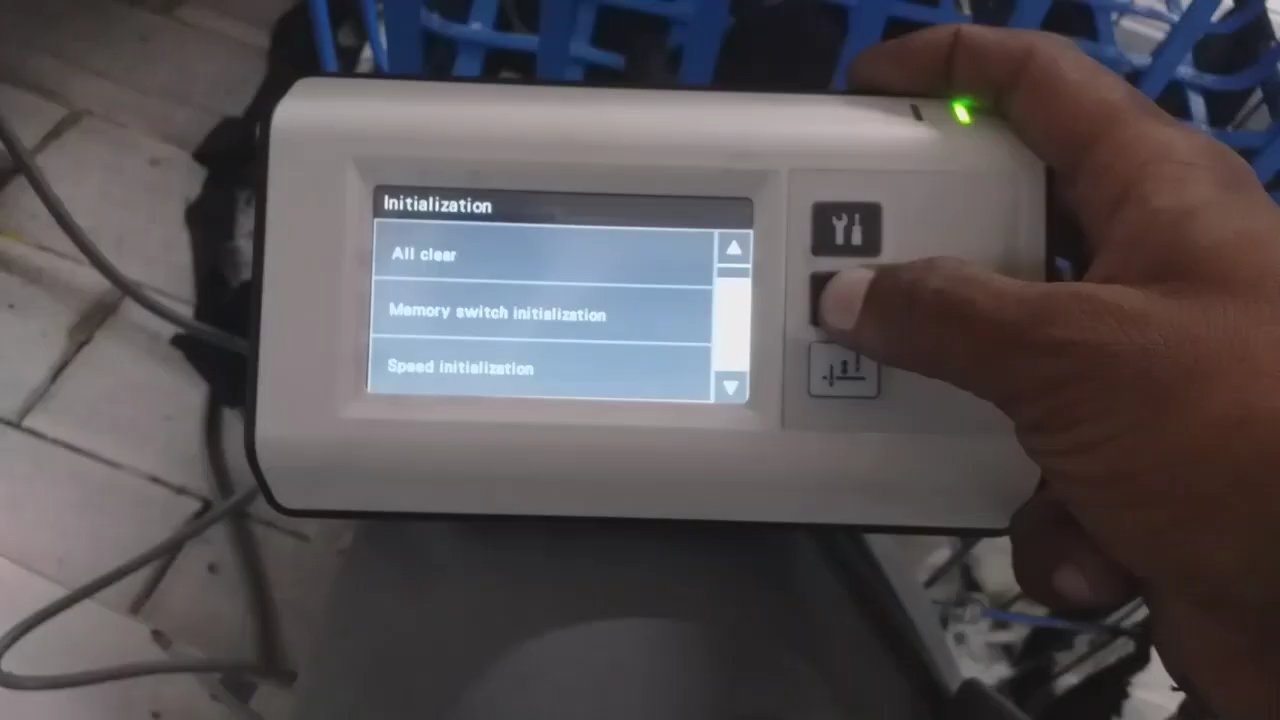 Initialization
All clear
Memory switch initialization
Speed initialization